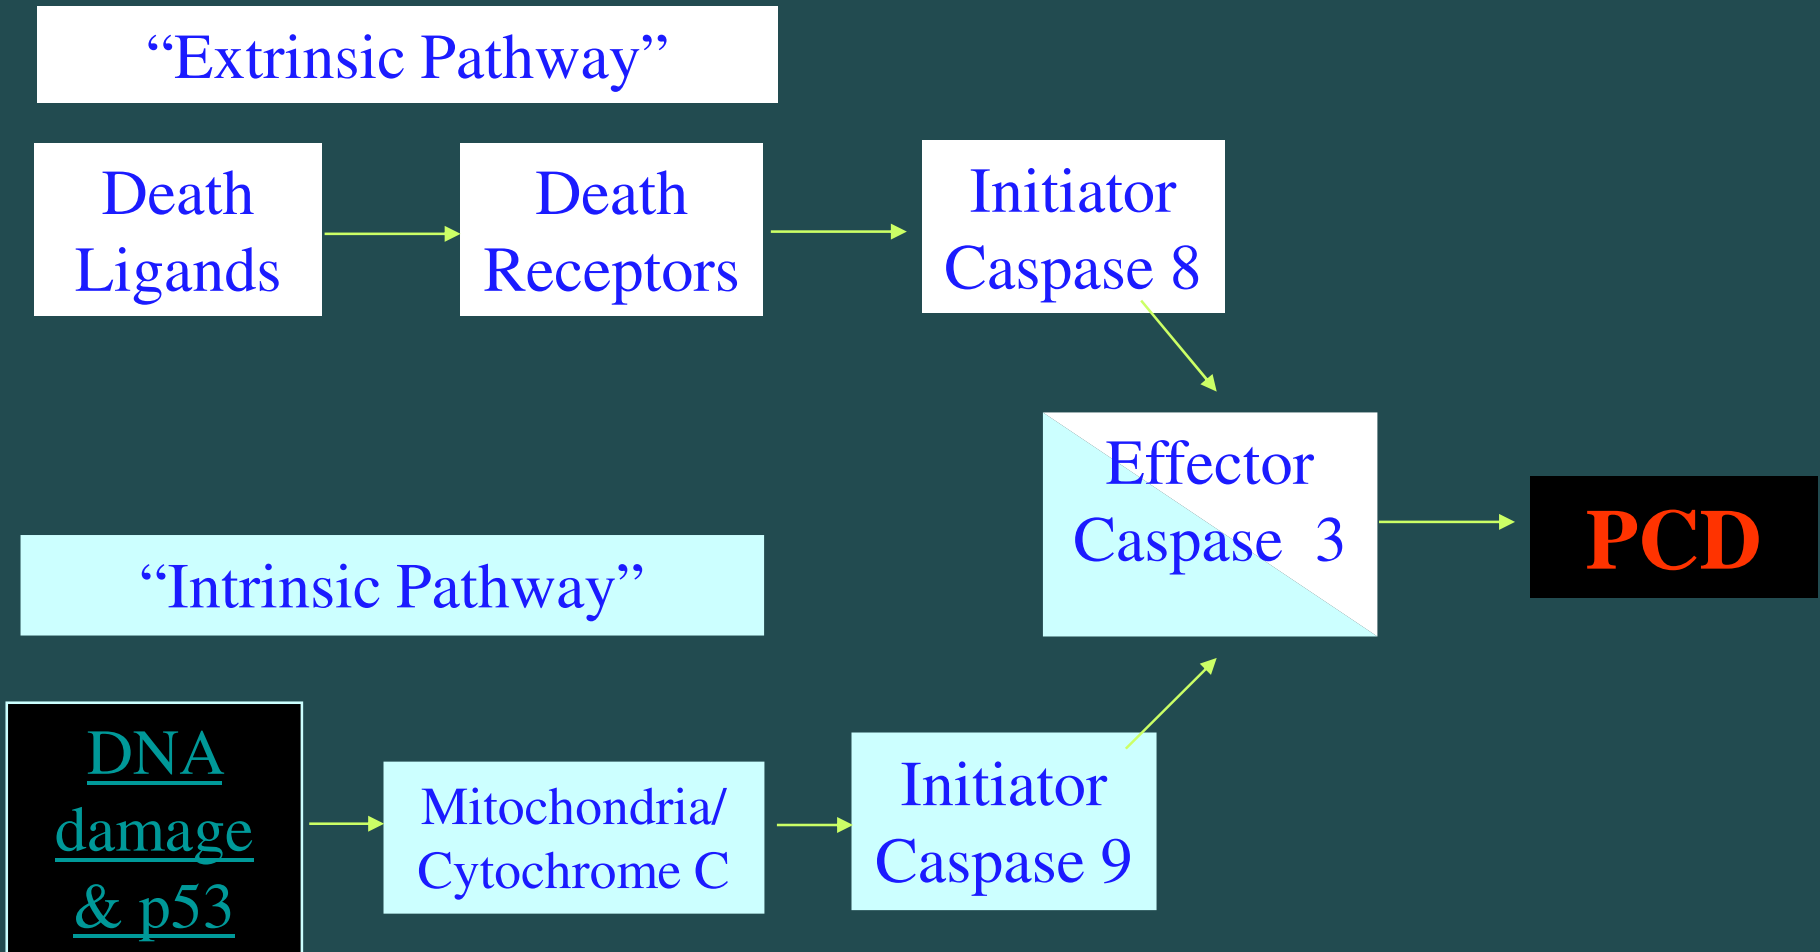 “Extrinsic Pathway”
Death
Ligands
Death
Receptors
Initiator
Caspase 8
Effector
Caspase 3
PCD
“Intrinsic Pathway”
DNA
damage
& p53
Mitochondria/
Cytochrome C
Initiator
Caspase 9